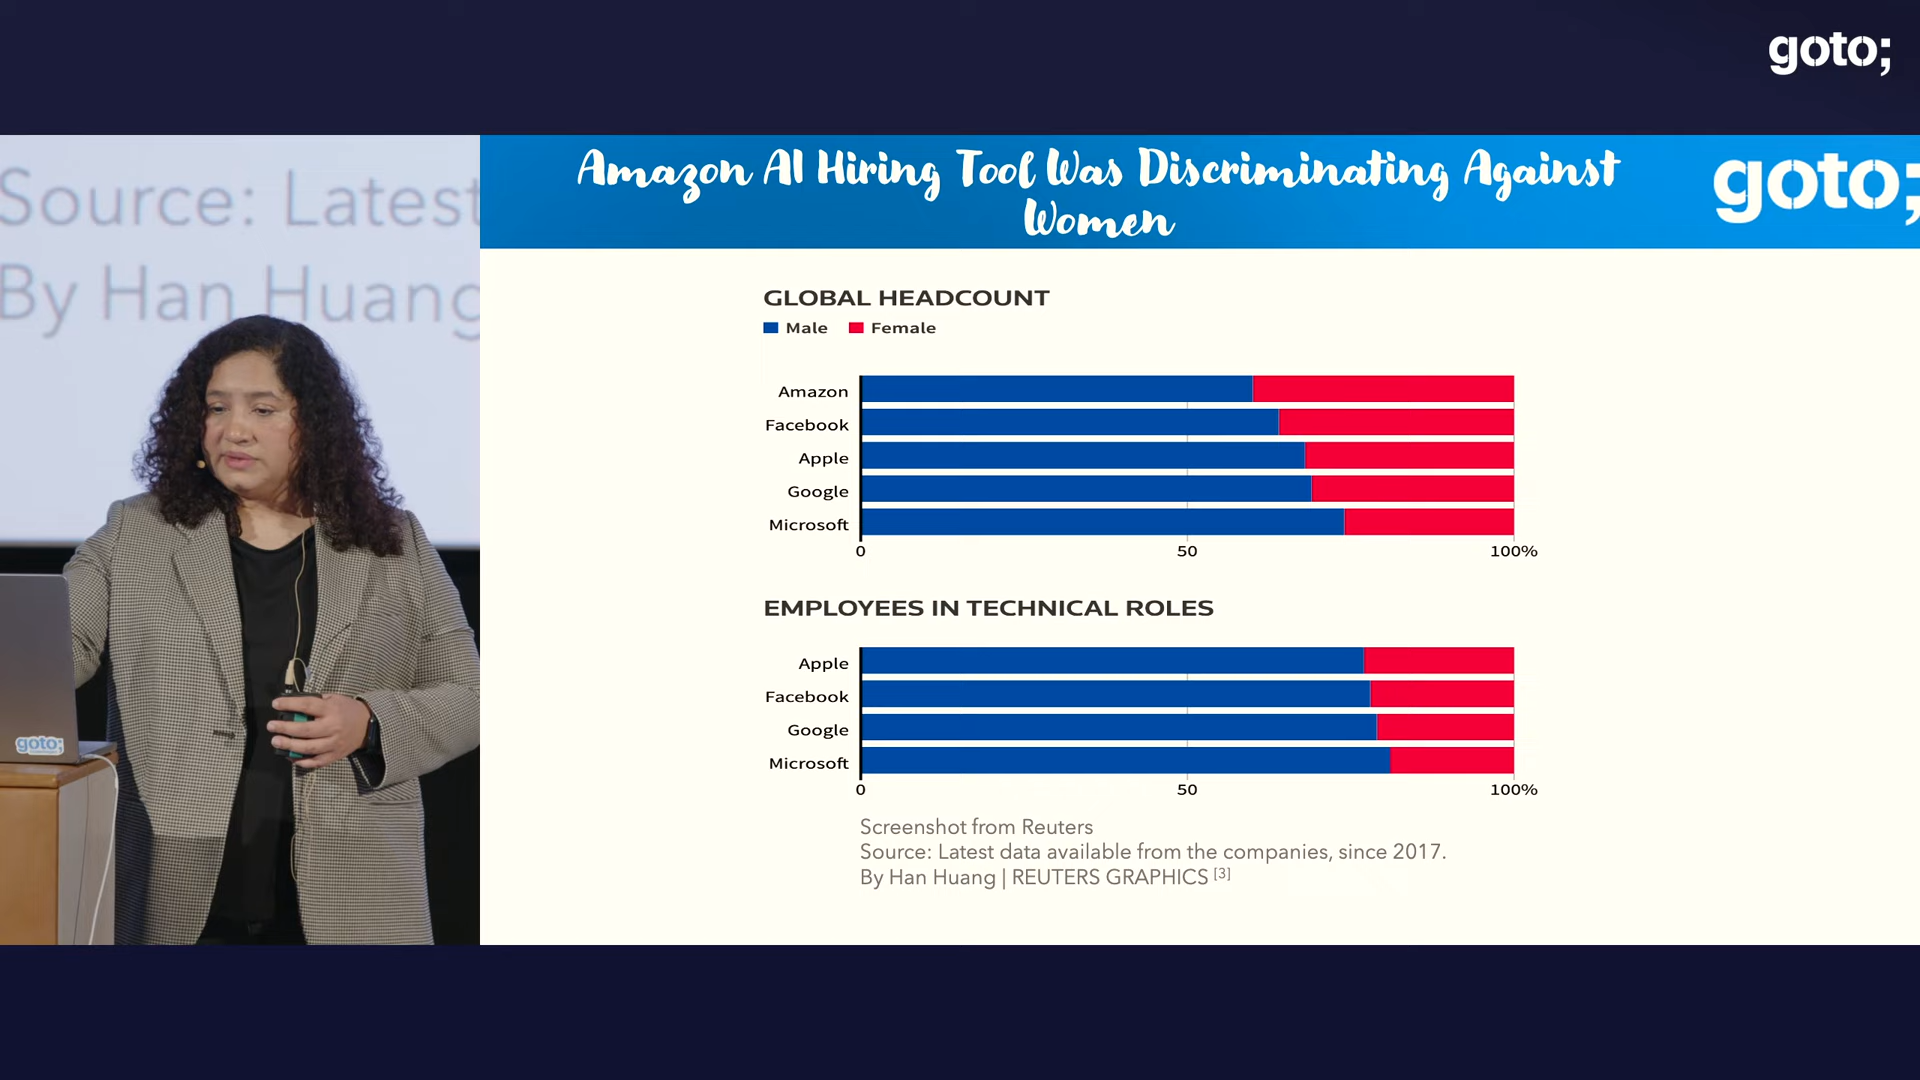 goto;
Source: Latest
By Han Huang
goto;
Amazon AI Hiring Tool Was Discriminating Against
Women
goto;
GLOBAL HEADCOUNT
Male Female
Amazon
Facebook
Apple
Google
Microsoft
0 50 100%
EMPLOYEES IN TECHNICAL ROLES
Apple
Facebook
Google
Microsoft
0 50 100%
Screenshot from Reuters
Source: Latest data available from the companies, since 2017.
By Han Huang | REUTERS GRAPHICS [3]